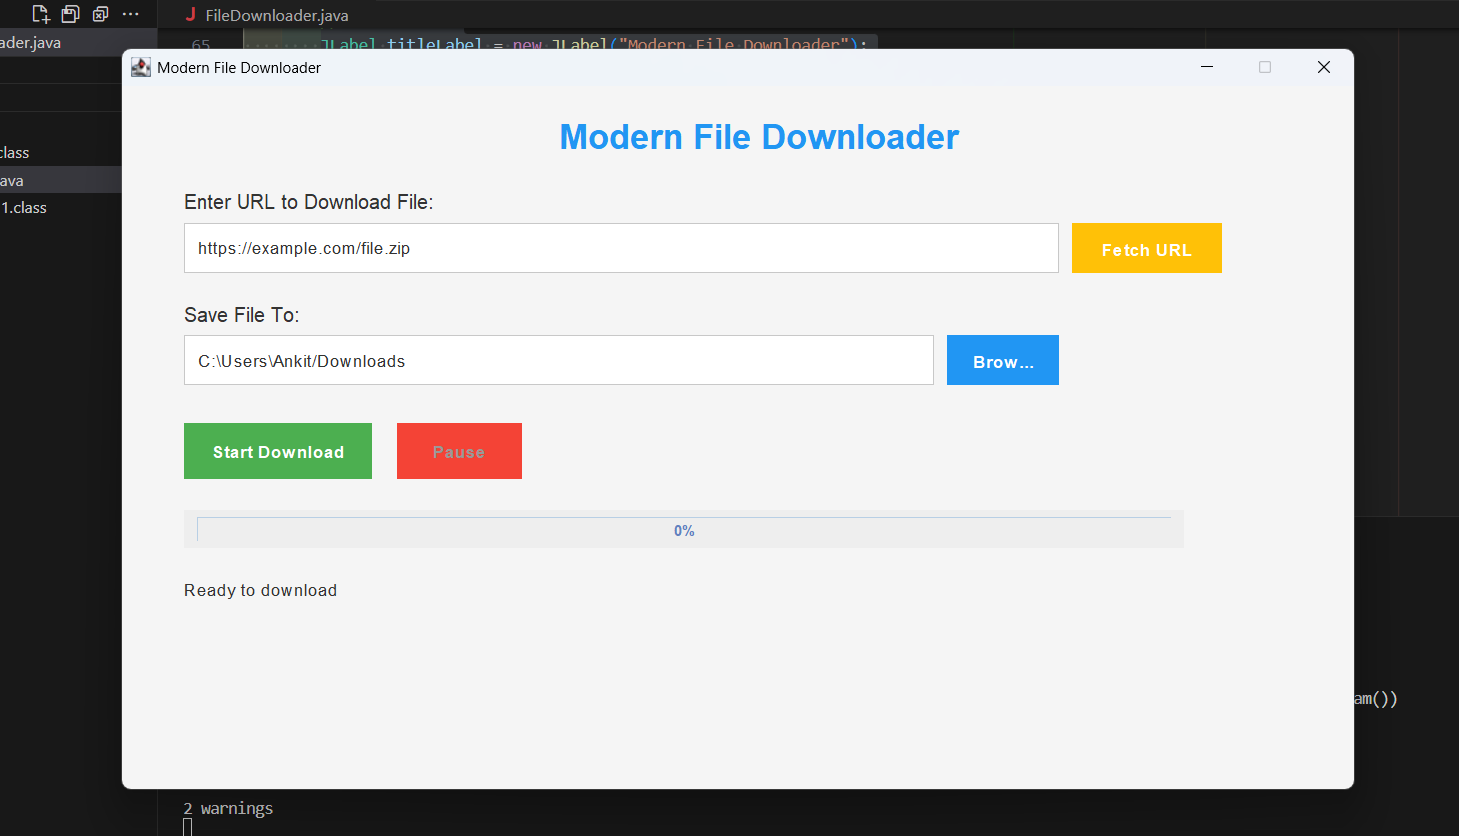 FileDownloader.java
ader.java
65 JLabel titleLabel = new JLabel("Modern File Downloader");
Modern File Downloader
Modern File Downloader
Enter URL to Download File:
https://example.com/file.zip
Fetch URL
Save File To:
C:\Users\Ankit/Downloads
Brow...
Start Download
Pause
0%
Ready to download
class
ava
1.class
am())
2 warnings